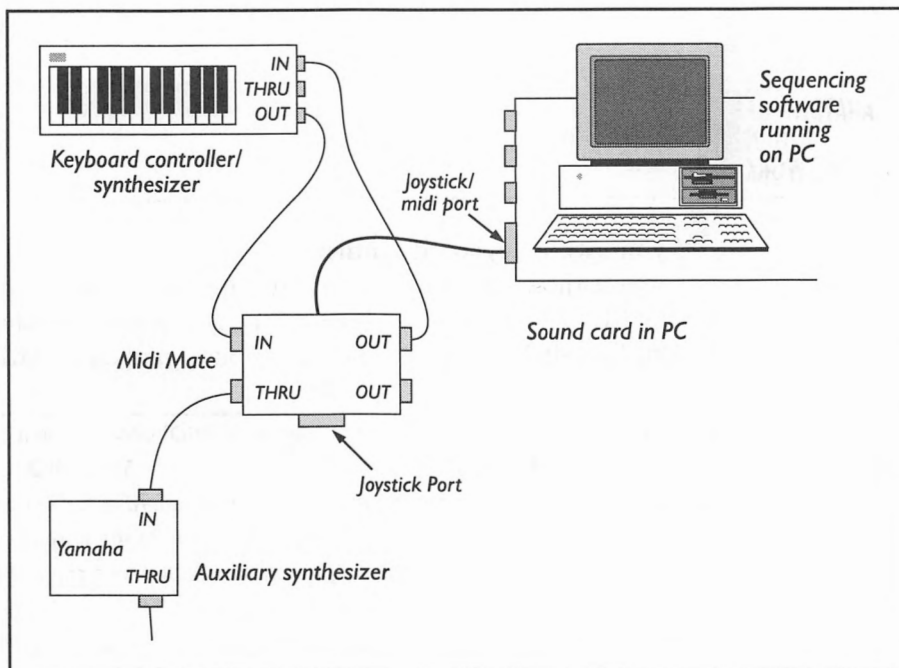 IN
THRU
OUT
Keyboard controller/
synthesizer
Sequencing
software
running
on PC
Joystick/
midi port
Sound card in PC
Midi Mate
IN
OUT
THRU
OUT
Joystick Port
IN
Yamaha
THRU
Auxiliary synthesizer